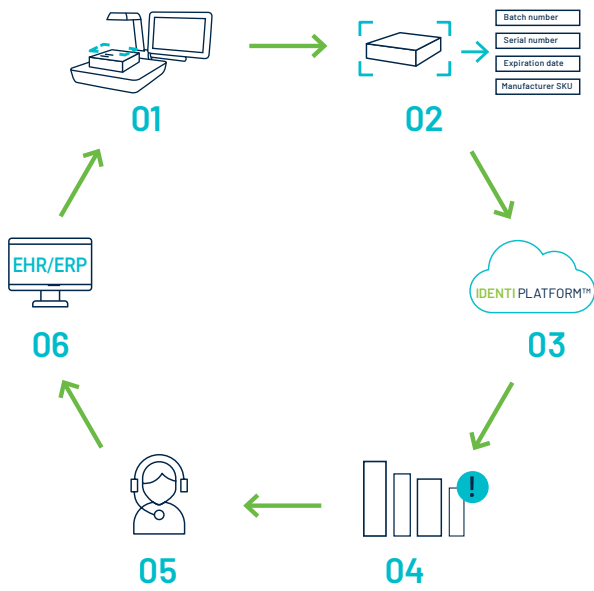 Batch number
Serial number
Expiration date
Manufacturer SKU
01
02
EHR/ERP
IDENTI PLATFORM™
06
03
!
05
04